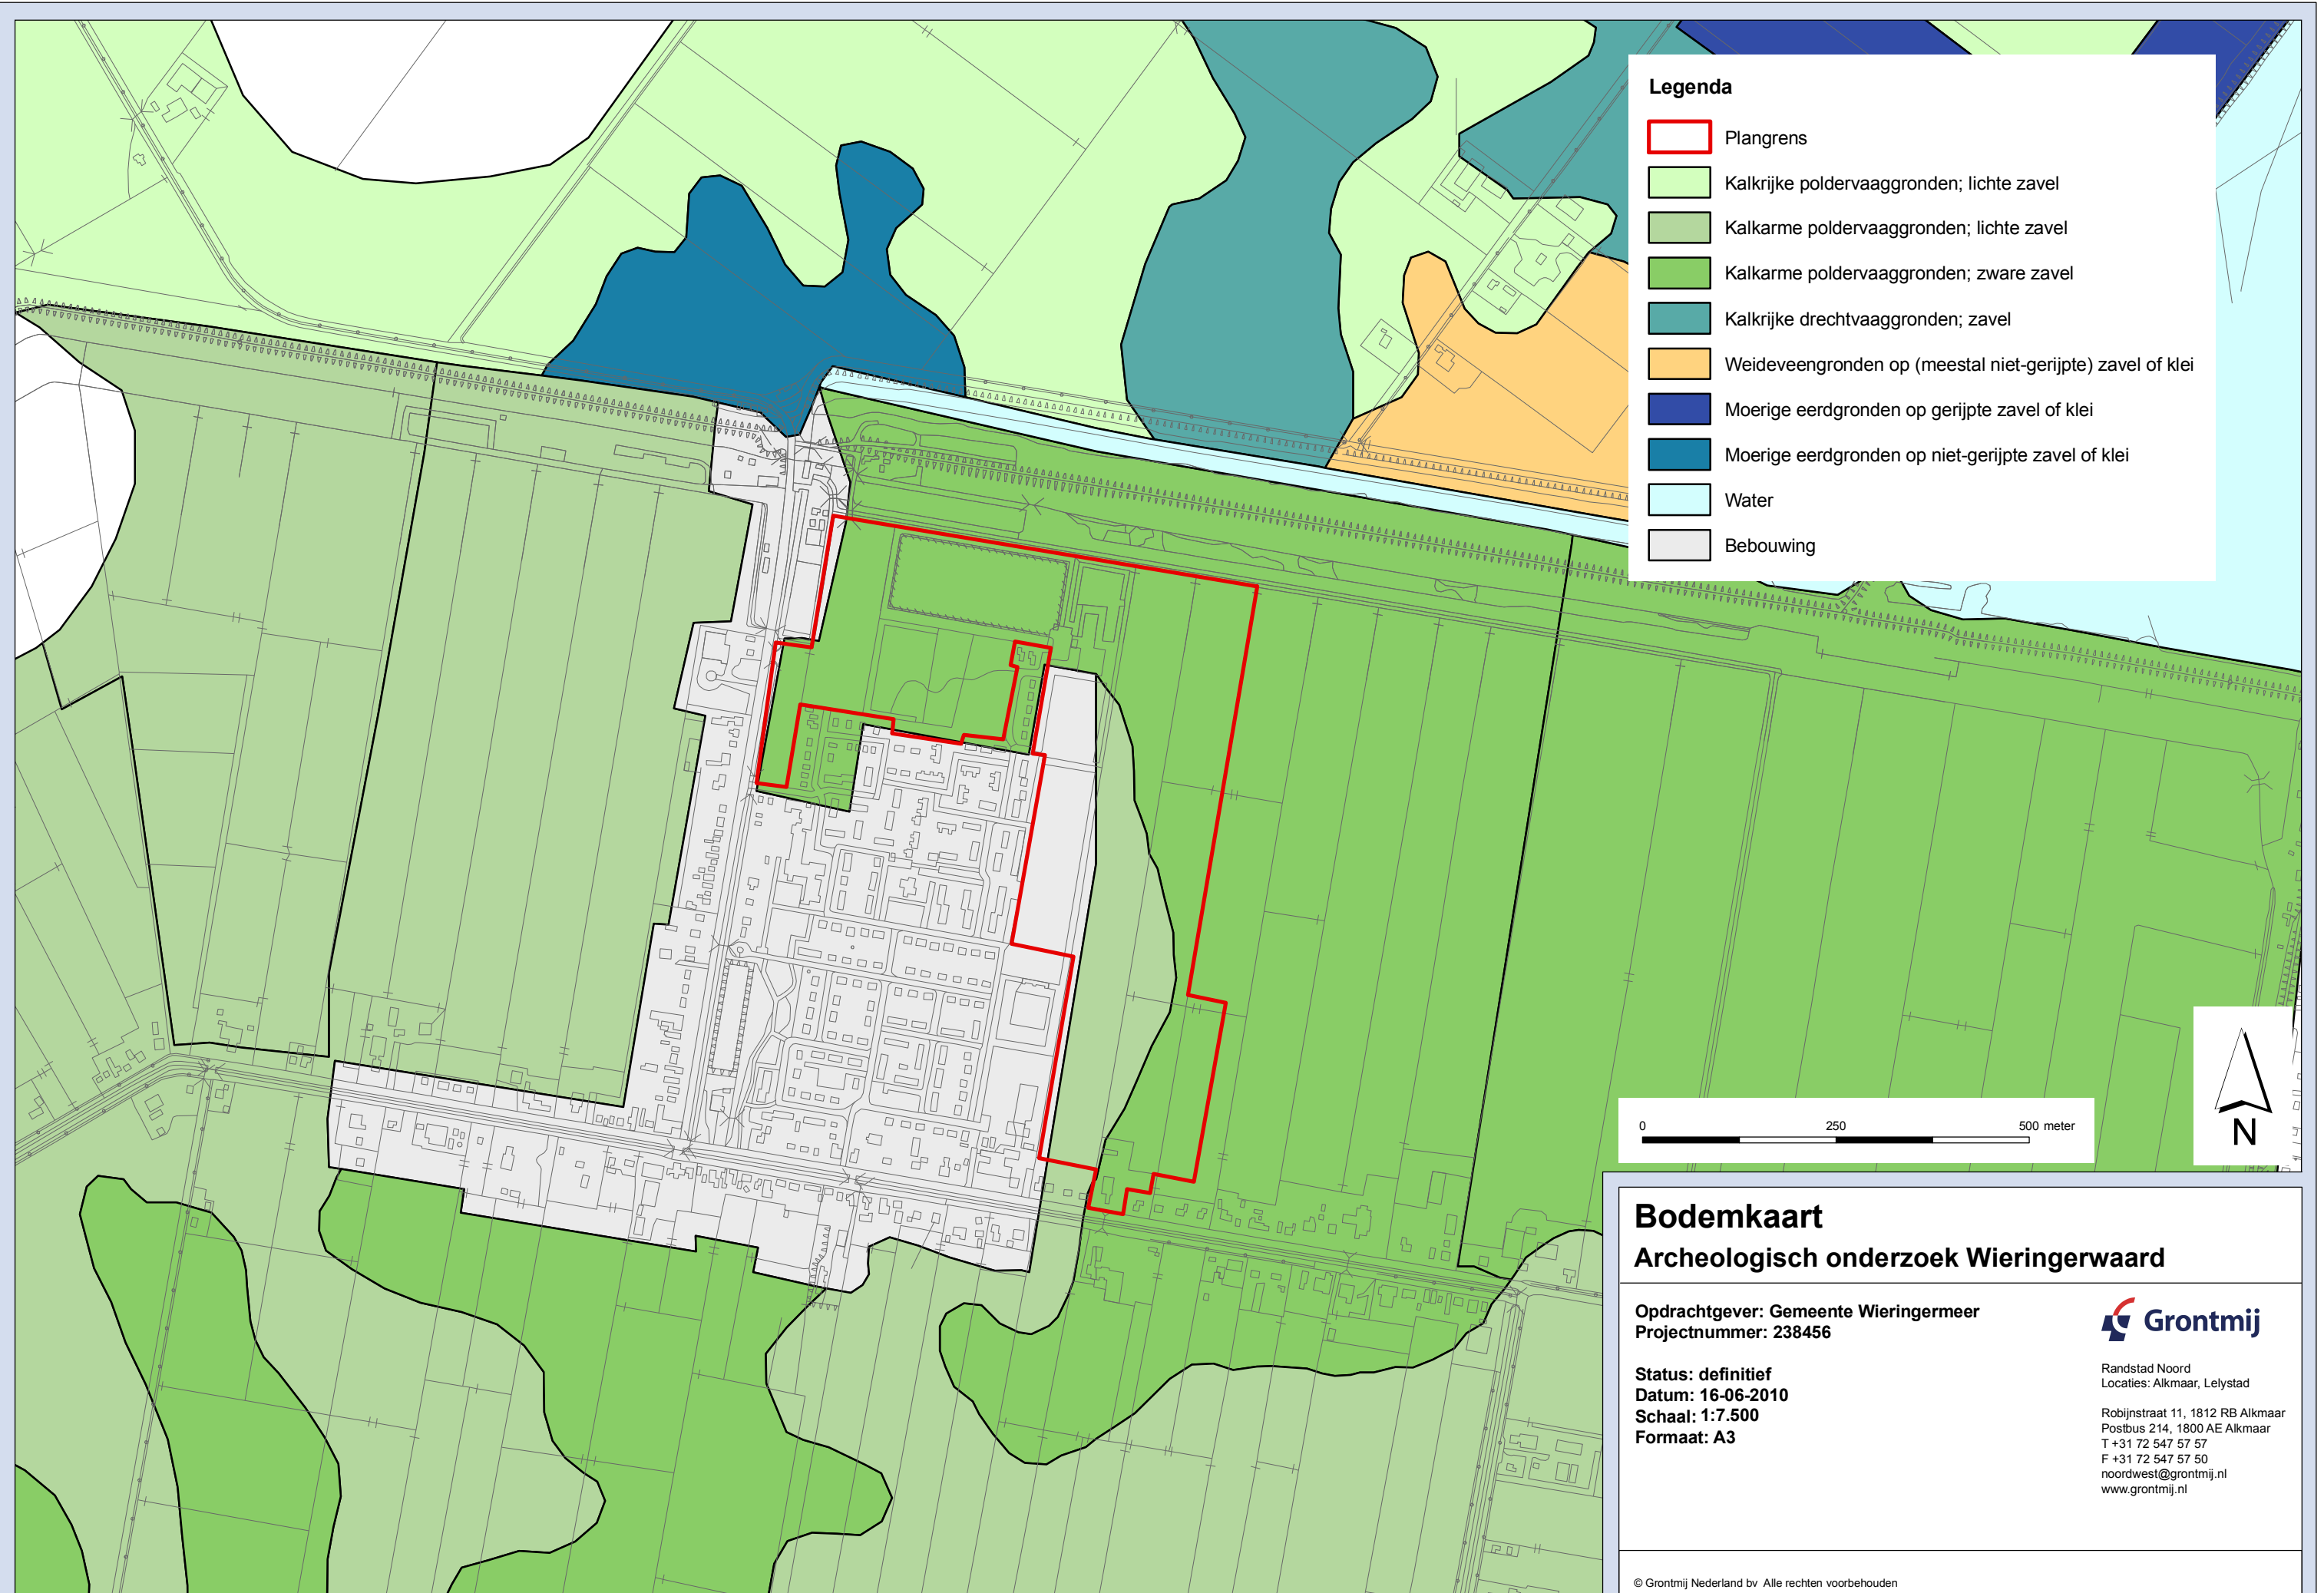 Legenda
Plangrens
Kalkrijke poldervaaggronden; lichte zavel
Kalkarme poldervaaggronden; lichte zavel
Kalkarme poldervaaggronden; zware zavel
Kalkrijke drechtvaaggronden; zavel
Weideveengronden op (meestal niet-gerijpte) zavel of klei
Moerige eerdgronden op gerijpte zavel of klei
Moerige eerdgronden op niet-gerijpte zavel of klei
Water
Bebouwing
N
0 250 500 meter
Bodemkaart
Archeologisch onderzoek Wieringerwaard
Opdrachtgever: Gemeente Wieringermeer
Projectnummer: 238456
Status: definitief
Datum: 16-06-2010
Schaal: 1:7.500
Formaat: A3
Grontmij
Randstad Noord
Locaties: Alkmaar, Lelystad
Robijnstraat 11, 1812 RB Alkmaar
Postbus 214, 1800 AE Alkmaar
T +31 72 547 57 57
F +31 72 547 57 50
noordwest@grontmij.nl
www.grontmij.nl
© Grontmij Nederland bv Alle rechten voorbehouden